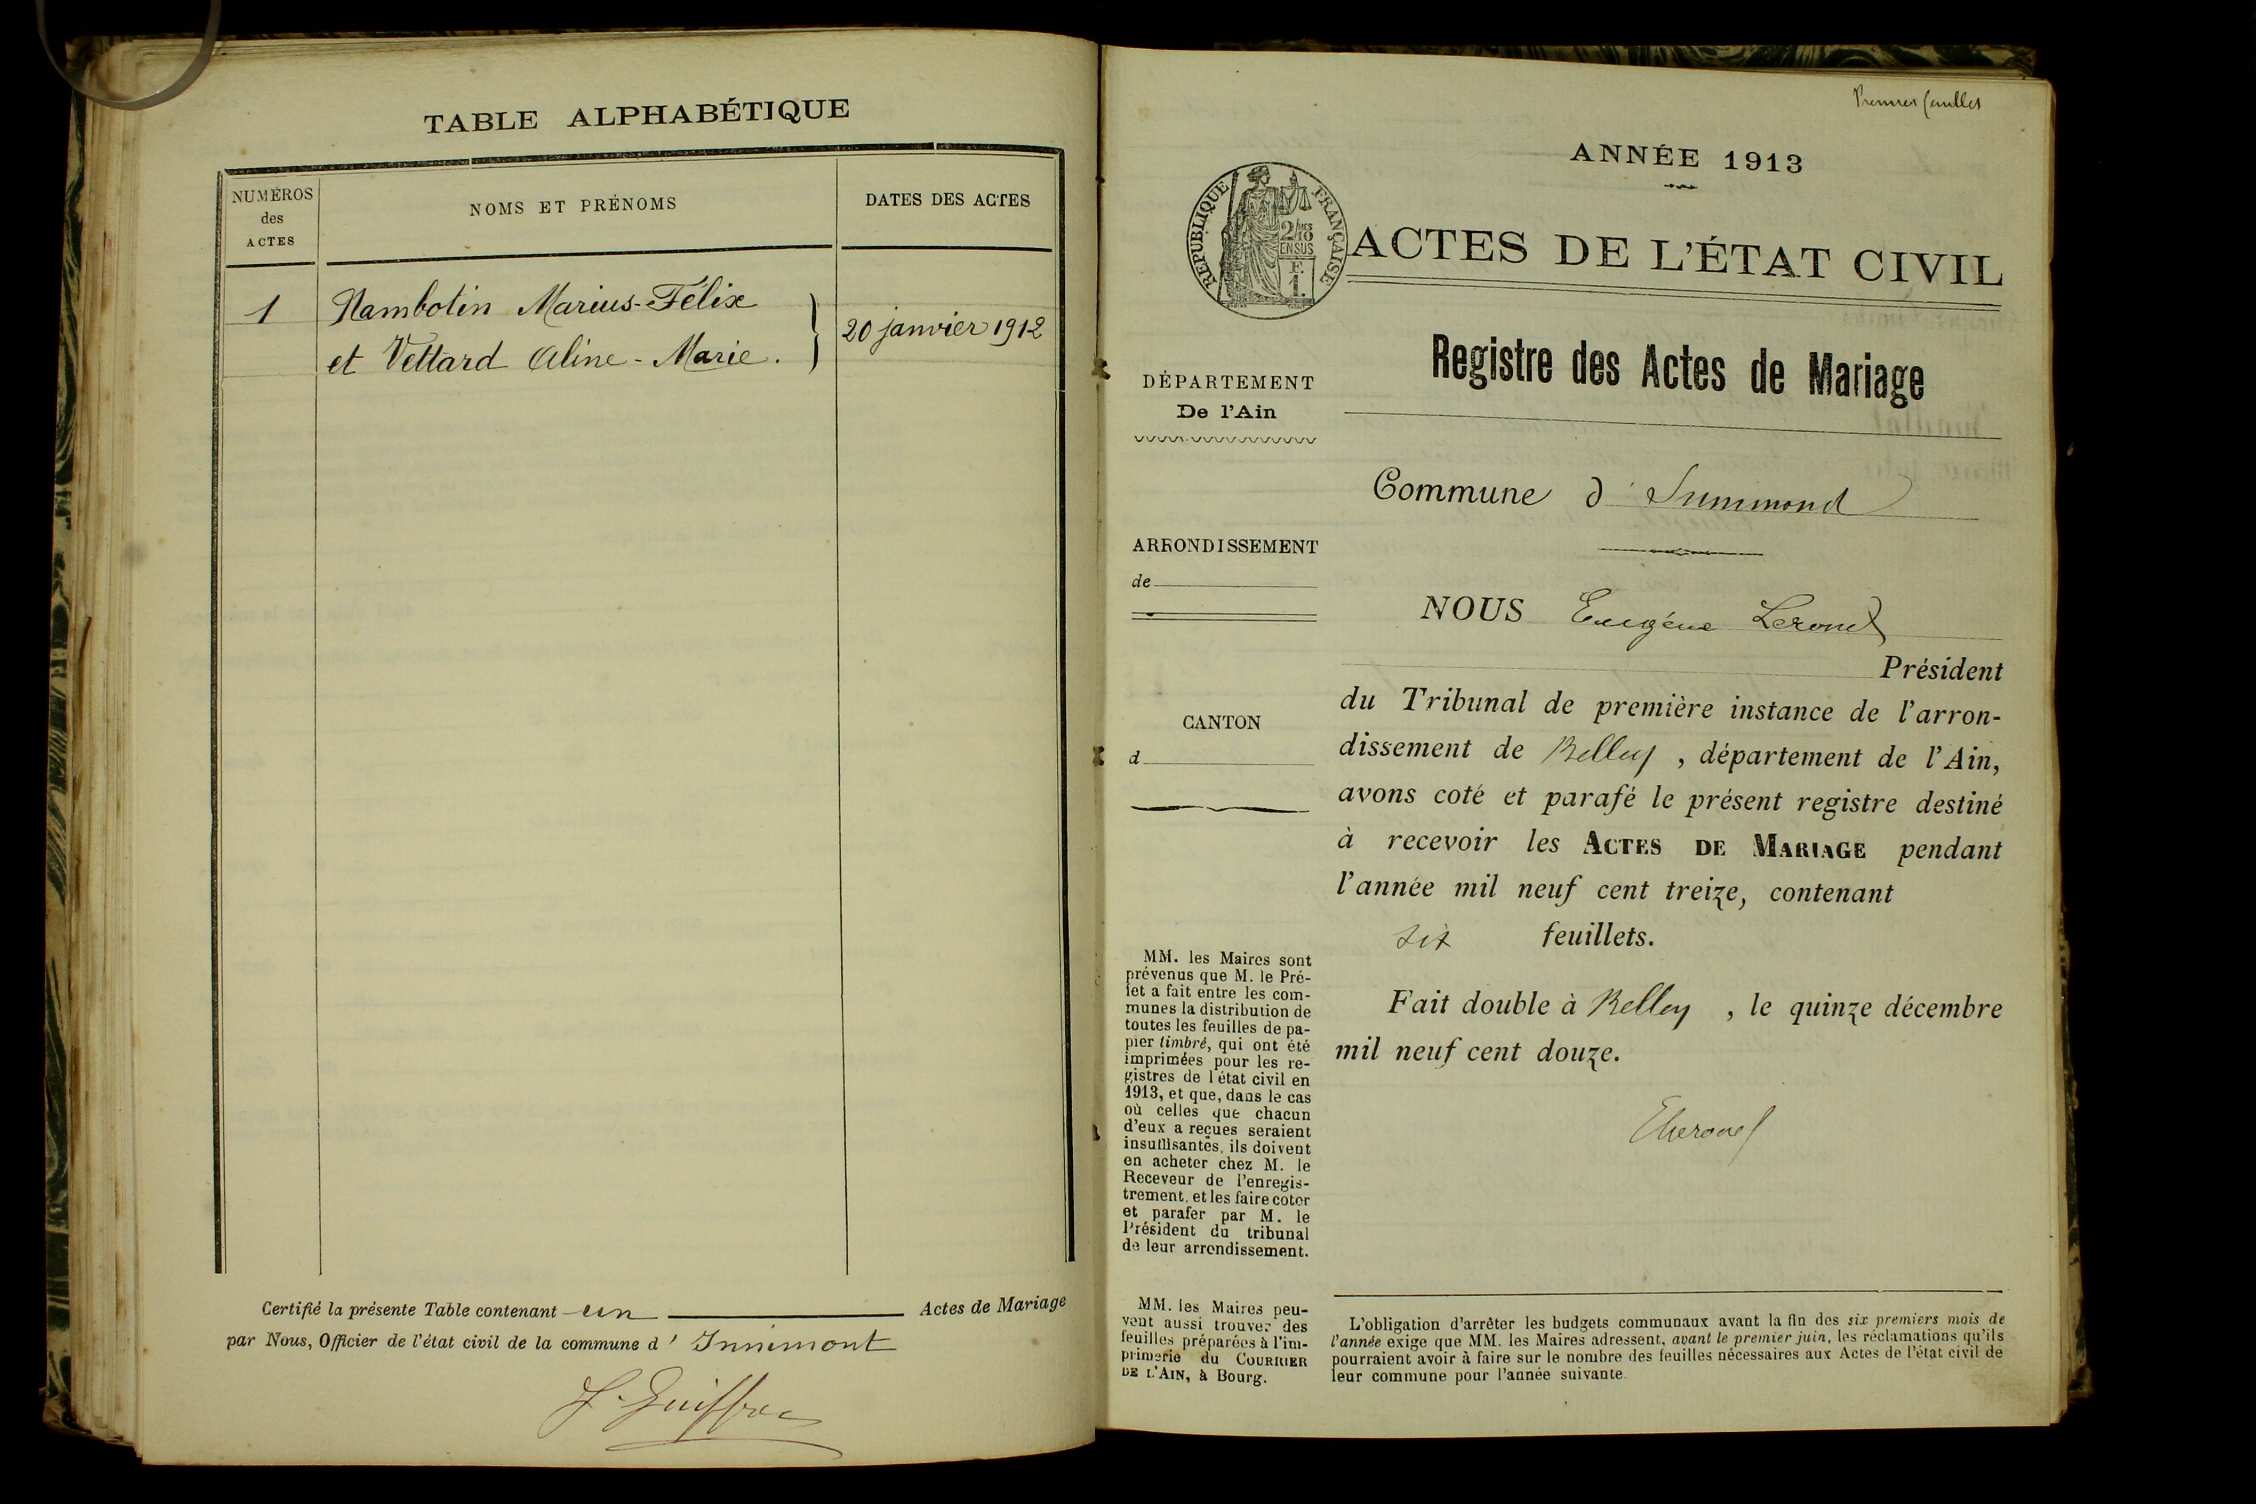 TABLE ALPHABÉTIQUE
NUMÉROS
des
ACTES
NOMS ET PRÉNOMS
DATES DES ACTES
1
Rambotin Marius-Félix
et Vettard Aline-Marie.
20 janvier 1912
Certifié la présente Table contenant un Actes de Mariage
par Nous, Officier de l'état civil de la commune d'Innimont
Premier feuillet
ANNÉE 1913
RÉPUBLIQUE FRANÇAISE
2/10
EN SUS
F.
1.
ACTES DE L'ÉTAT CIVIL
Registre des Actes de Mariage
DÉPARTEMENT
De l'Ain
Commune d'Innimond
ARRONDISSEMENT
de
NOUS Eugène
Président
CANTON
d
du Tribunal de première instance de l'arron-
dissement de Belley, département de l'Ain,
avons coté et parafé le présent registre destiné
à recevoir les ACTES DE MARIAGE pendant
l'année mil neuf cent treize, contenant
six feuillets.
Fait double à Belley, le quinze décembre
mil neuf cent douze.
MM. les Maires sont
prévenus que M. le Pré-
fet a fait entre les com-
munes la distribution de
toutes les feuilles de pa-
pier timbré, qui ont été
imprimées pour les re-
gistres de l'état civil en
1913, et que, dans le cas
où celles que chacun
d'eux a reçues seraient
insuffisantes, ils doivent
en acheter chez M. le
Receveur de l'enregis-
trement, et les faire coter
et parafer par M. le
Président du tribunal
de leur arrondissement.
MM. les Maires peu-
vent aussi trouver des
feuilles préparées à l'im-
primerie du COURRIER
DE L'AIN, à Bourg.
L'obligation d'arrêter les budgets communaux avant la fin des six premiers mois de
l'année exige que MM. les Maires adressent, avant le premier juin, les réclamations qu'ils
pourraient avoir à faire sur le nombre des feuilles nécessaires aux Actes de l'état civil de
leur commune pour l'année suivante.